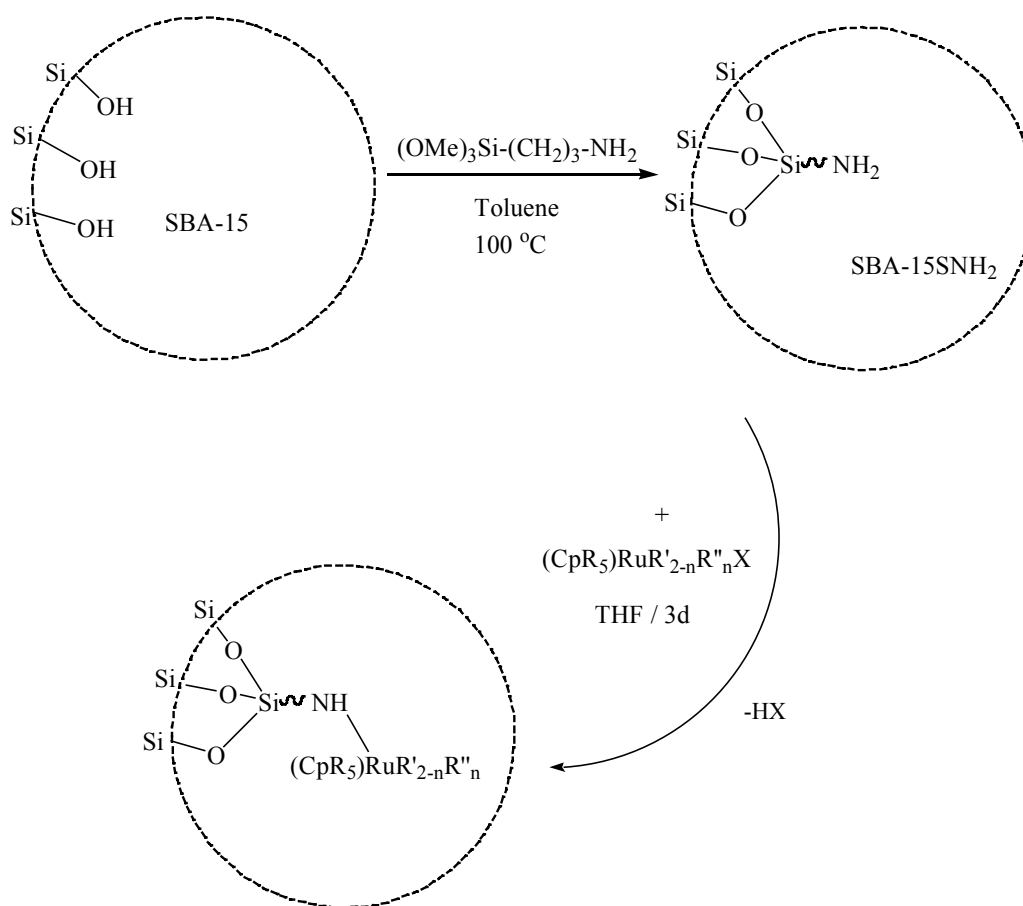 Si
OH
Si
OH
Si
OH
SBA-15
(OMe)₃Si-(CH₂)₃-NH₂
Toluene
100 °C
Si
O
Si
O
Si
NH₂
Si
O
SBA-15SNH₂
+
(CpR₅)RuR'₂₋ₙR''ₙX
THF / 3d
-HX
Si
O
Si
O
Si
NH
Si
O
(CpR₅)RuR'₂₋ₙR''ₙ